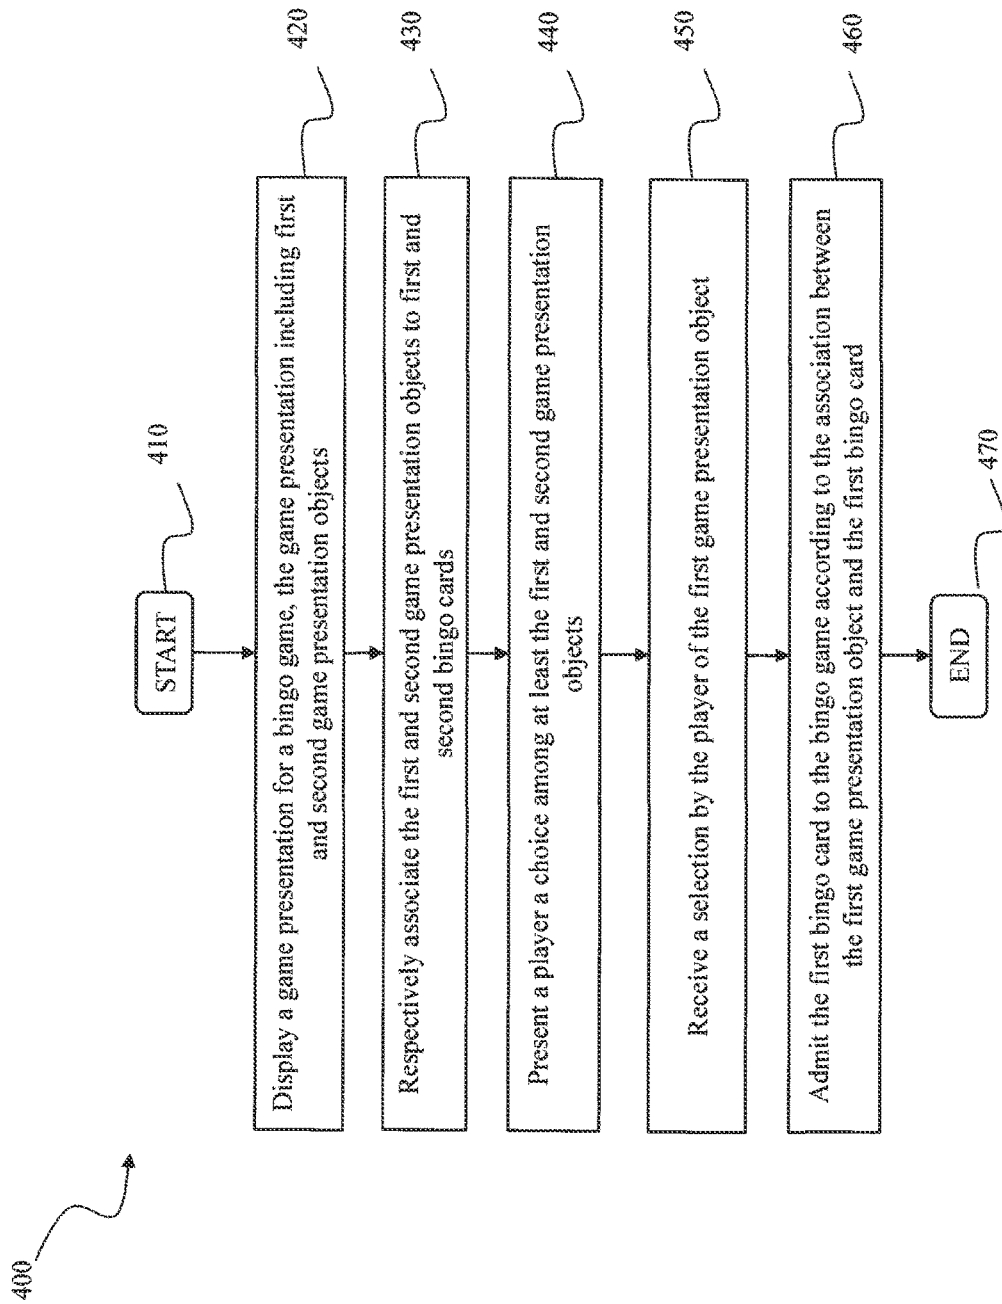 400
START
410
Display a game presentation for a bingo game, the game presentation including first
and second game presentation objects
420
Respectively associate the first and second game presentation objects to first and
second bingo cards
430
Present a player a choice among at least the first and second game presentation
objects
440
Receive a selection by the player of the first game presentation object
450
Admit the first bingo card to the bingo game according to the association between
the first game presentation object and the first bingo card
460
END
470